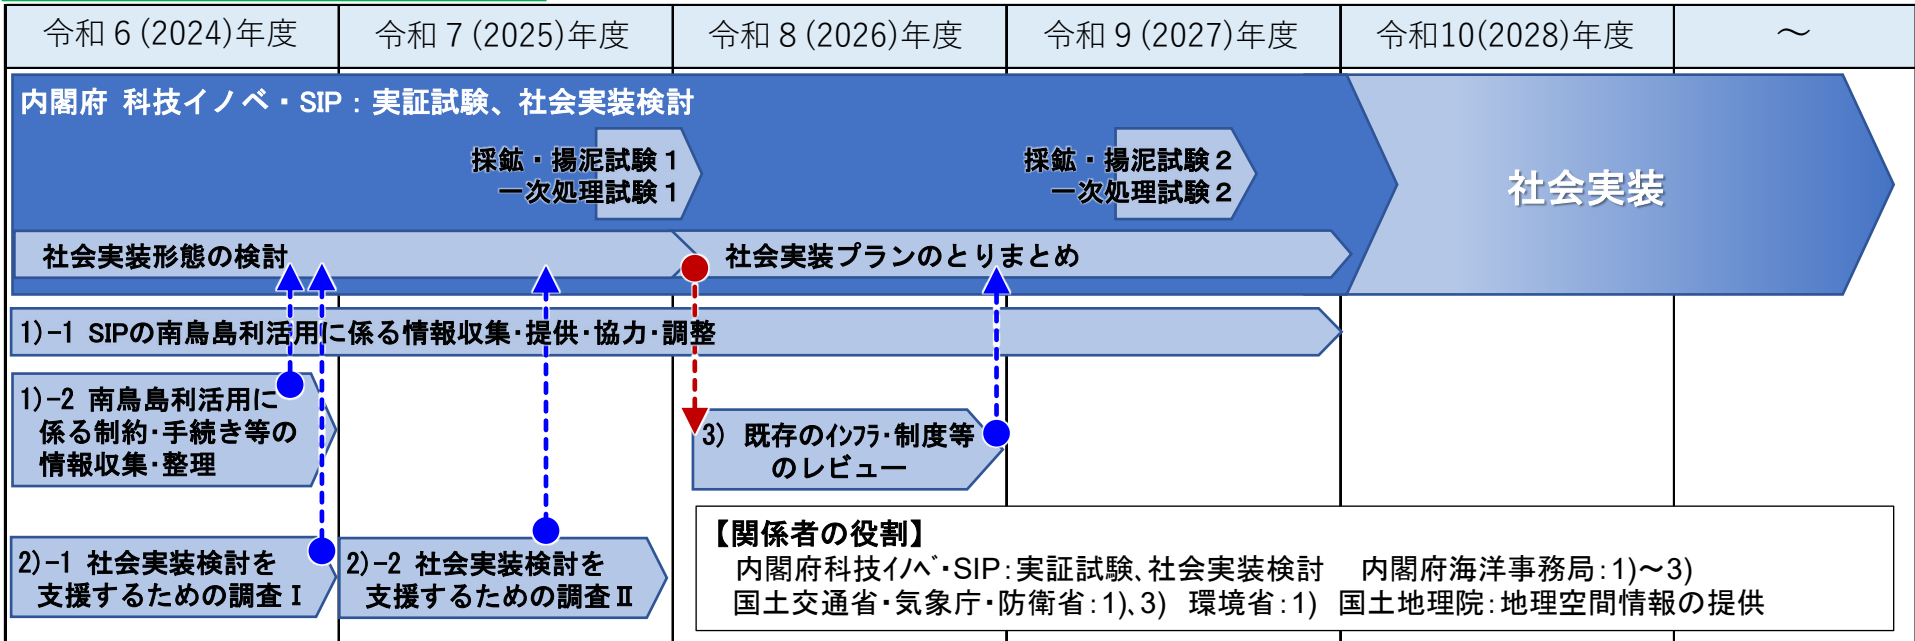 令和６(2024)年度
令和７(2025)年度
令和８(2026)年度
令和９(2027)年度
令和10(2028)年度
～
内閣府 科技イノベ・SIP：実証試験、社会実装検討
採鉱・揚泥試験１
一次処理試験１
採鉱・揚泥試験２
一次処理試験２
社会実装
社会実装形態の検討
社会実装プランのとりまとめ
1)-1 SIPの南鳥島利活用に係る情報収集･提供･協力･調整
1)-2 南鳥島利活用に
係る制約･手続き等の
情報収集･整理
3) 既存のｲﾝﾌﾗ･制度等
のレビュー
2)-1 社会実装検討を
支援するための調査Ⅰ
2)-2 社会実装検討を
支援するための調査Ⅱ
【関係者の役割】
内閣府科技ｲﾉﾍﾞ･SIP：実証試験、社会実装検討　内閣府海洋事務局：1)～3)
国土交通省･気象庁･防衛省：1)、3)　環境省：1)　国土地理院：地理空間情報の提供